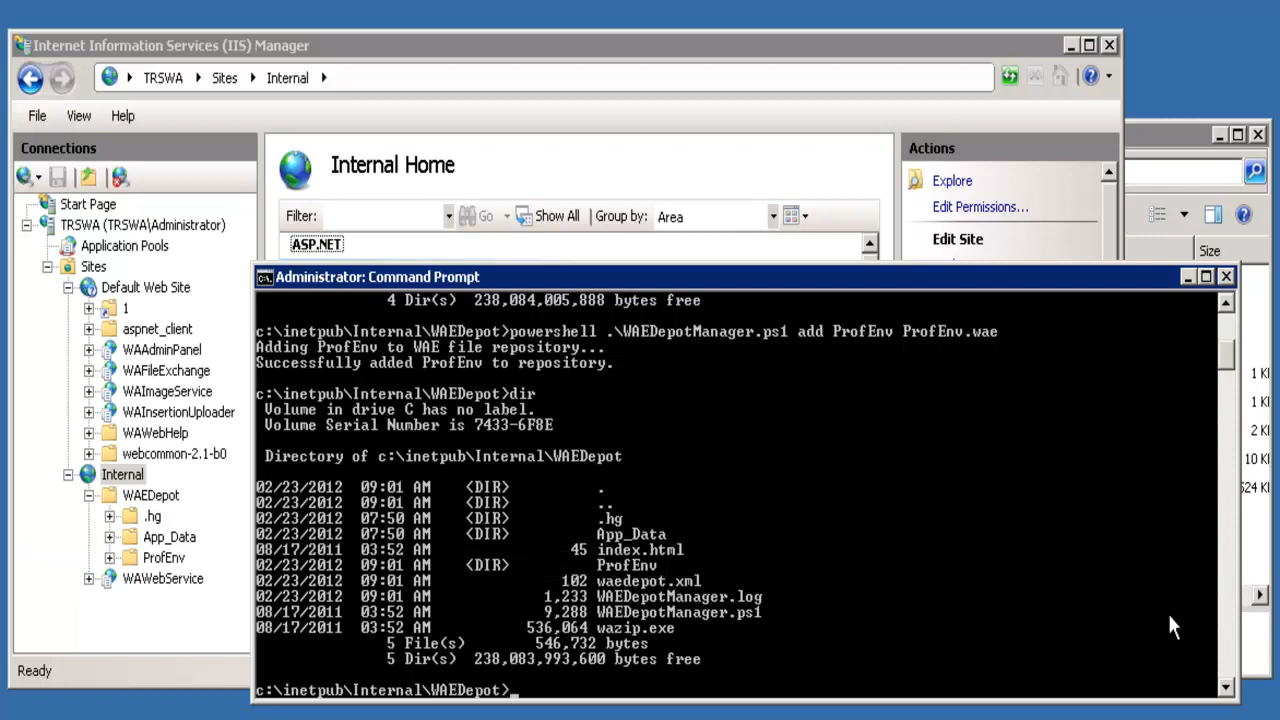 Internet Information Services (IIS) Manager
TRSWA Sites Internal
File View Help
Connections
Start Page
TRSWA (TRSWA\Administrator)
Application Pools
Sites
Default Web Site
1
aspnet_client
WAAdminPanel
WAFileExchange
WAImageService
WAInsertionUploader
WAWebHelp
webcommon-2.1-b0
Internal
WAEDepot
.hg
App_Data
ProfEnv
WAWebService
Ready
Internal Home
Filter: Go Show All Group by: Area
ASP.NET
Actions
Explore
Edit Permissions...
Edit Site
Size
1 KI
1 KI
2 KI
10 KI
524 KI
Administrator: Command Prompt
4 Dir(s) 238,084,005,888 bytes free
c:\inetpub\Internal\WAEDepot>powershell .\WAEDepotManager.ps1 add ProfEnv ProfEnv.wae
Adding ProfEnv to WAE file repository...
Successfully added ProfEnv to repository.
c:\inetpub\Internal\WAEDepot>dir
Volume in drive C has no label.
Volume Serial Number is 7433-6F8E
Directory of c:\inetpub\Internal\WAEDepot
02/23/2012 09:01 AM <DIR> .
02/23/2012 09:01 AM <DIR> ..
02/23/2012 07:50 AM <DIR> .hg
02/23/2012 07:50 AM <DIR> App_Data
08/17/2011 03:52 AM 45 index.html
02/23/2012 09:01 AM <DIR> ProfEnv
02/23/2012 09:01 AM 102 waedepot.xml
02/23/2012 09:01 AM 1,233 WAEDepotManager.log
08/17/2011 03:52 AM 9,288 WAEDepotManager.ps1
08/17/2011 03:52 AM 536,064 wazip.exe
5 File(s) 546,732 bytes
5 Dir(s) 238,083,993,600 bytes free
c:\inetpub\Internal\WAEDepot>_